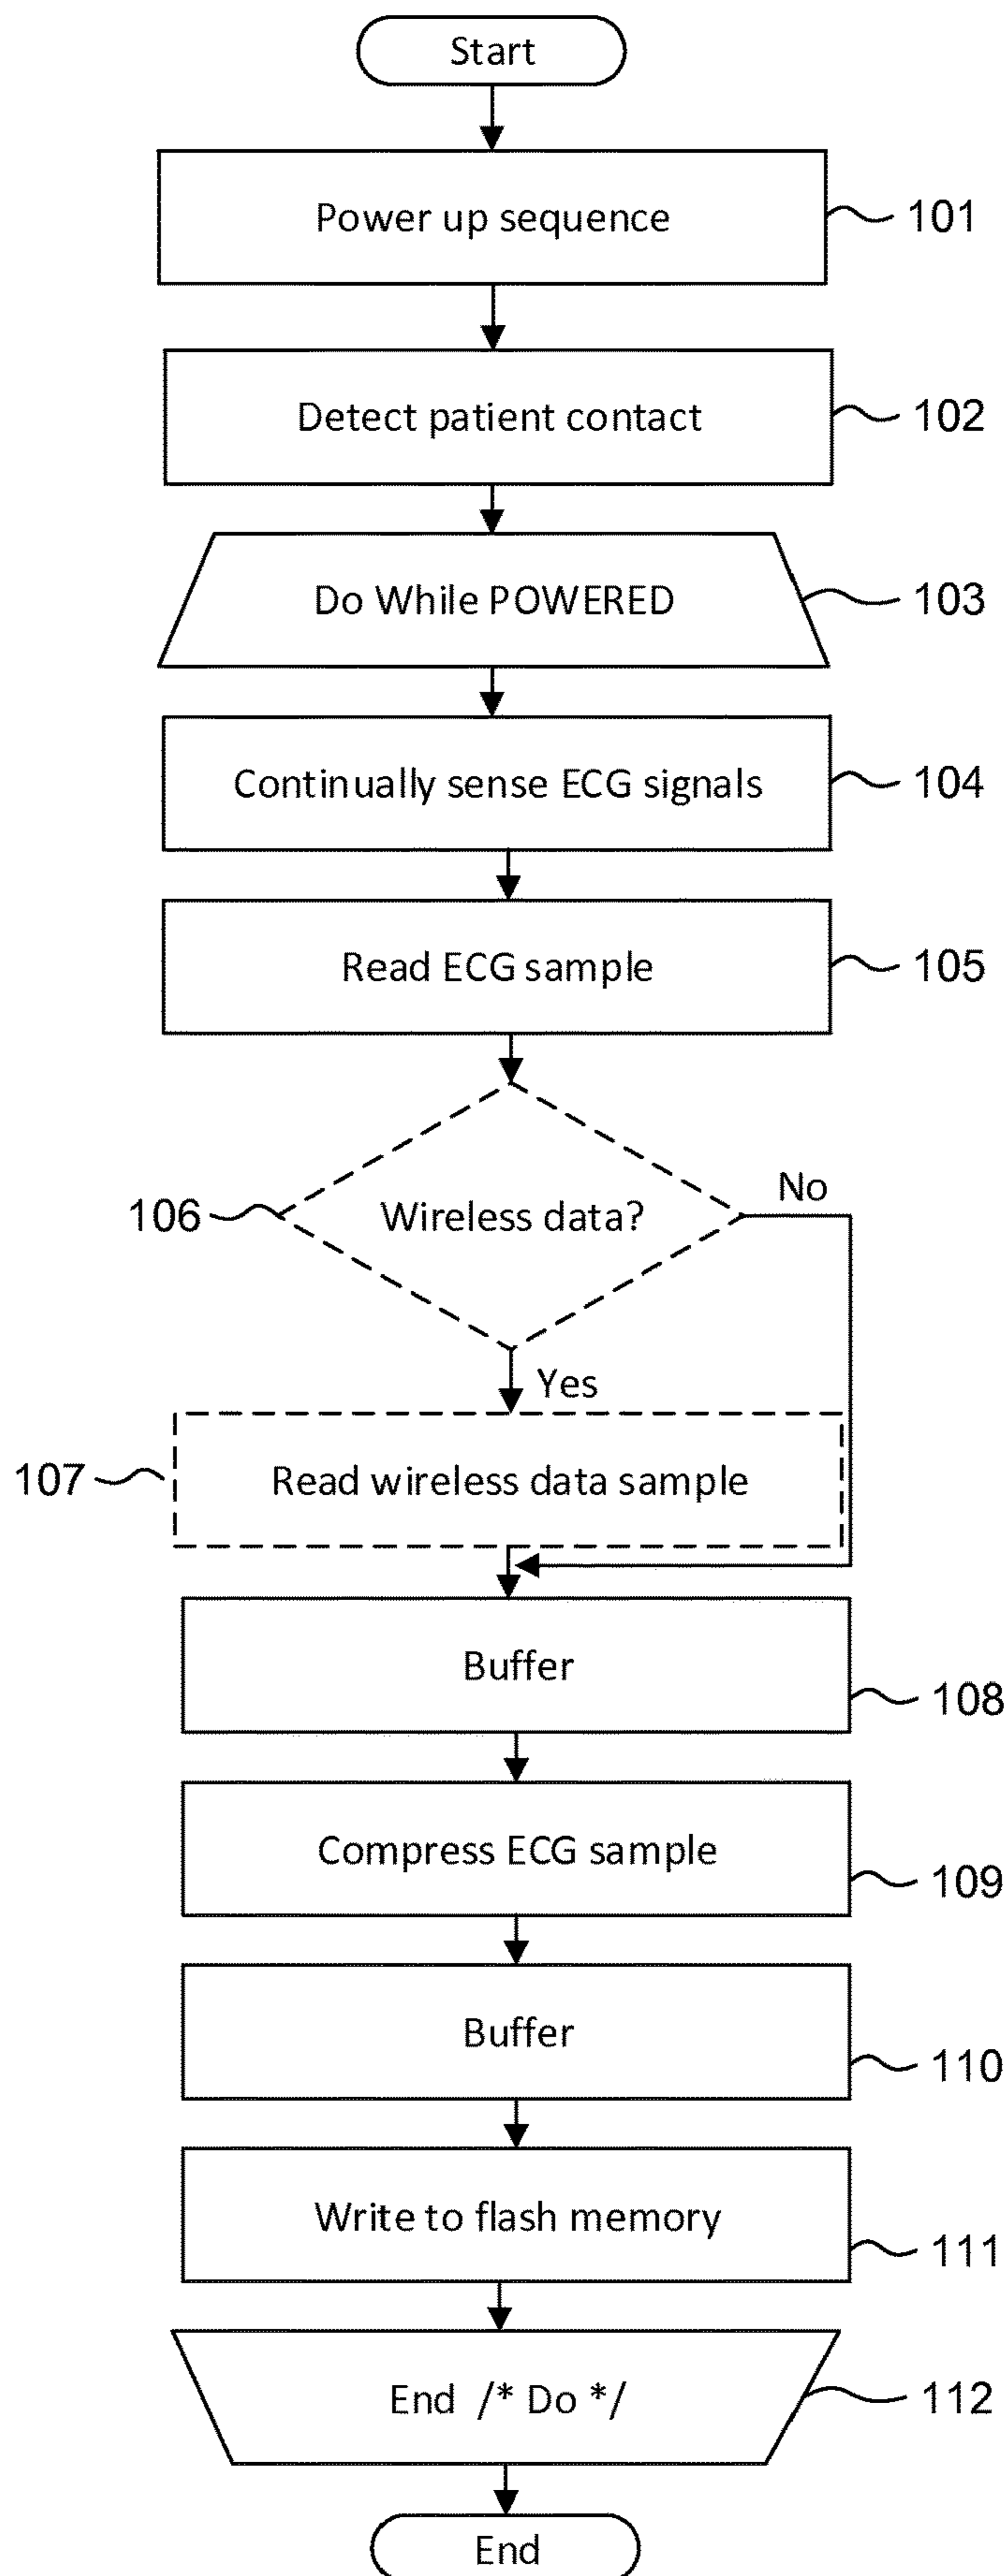 Start
Power up sequence
101
Detect patient contact
102
Do While POWERED
103
Continually sense ECG signals
104
Read ECG sample
105
No
106
Wireless data?
Yes
107
Read wireless data sample
Buffer
108
Compress ECG sample
109
Buffer
110
Write to flash memory
111
End /* Do */
112
End